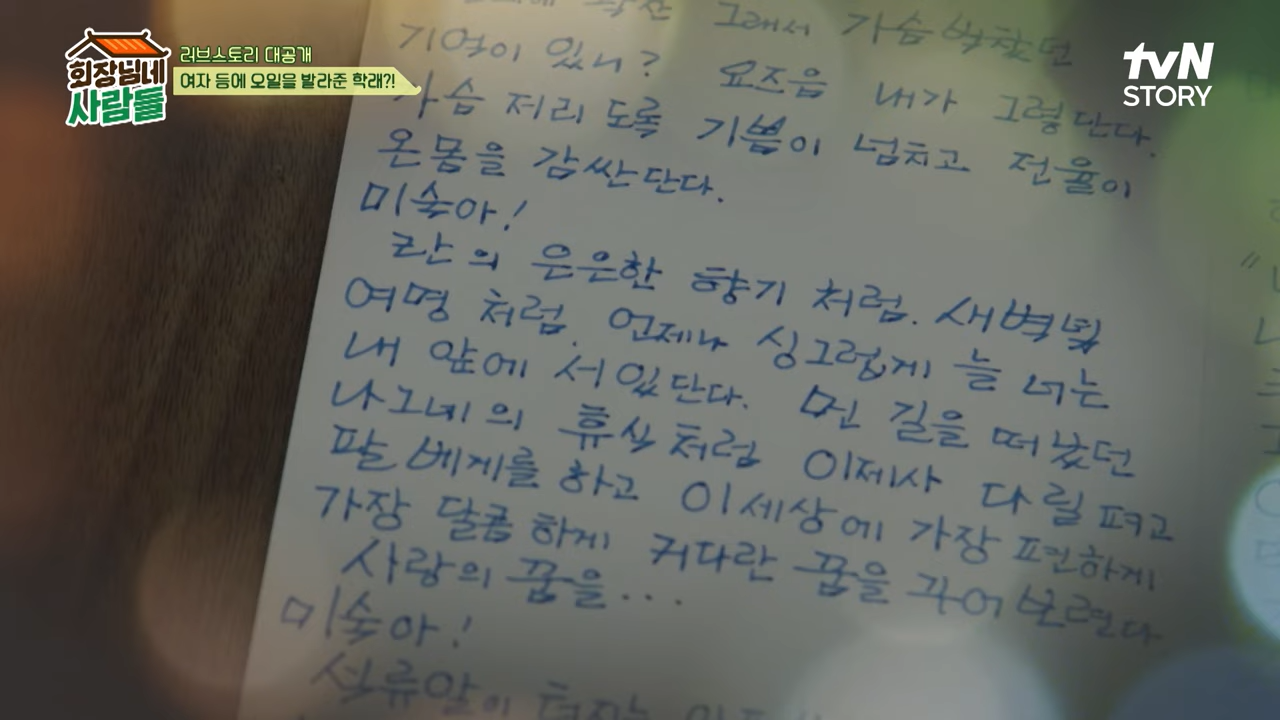 회장님네
사람들
러브스토리 대공개
여자 등에 오일을 발라준 학래?!
tvN
STORY
그래서 가슴 벅찼던
기억이 있니? 요즈음 내가 그렇단다.
가슴 저리도록 기쁨이 넘치고 전율이
온몸을 감싼단다.
미숙아!
란의 은은한 향기처럼. 새벽빛
여명처럼. 언제나 싱그럽게 늘 너는
내 앞에 서있단다. 먼 길을 떠났던
나그네의 휴식처럼 이제사 다릴 펴고
팔베게를 하고 이세상에 가장 편하게
가장 달콤하게 커다란 꿈을 꾸어보련다
사랑의 꿈을...
미숙아!
석류알이